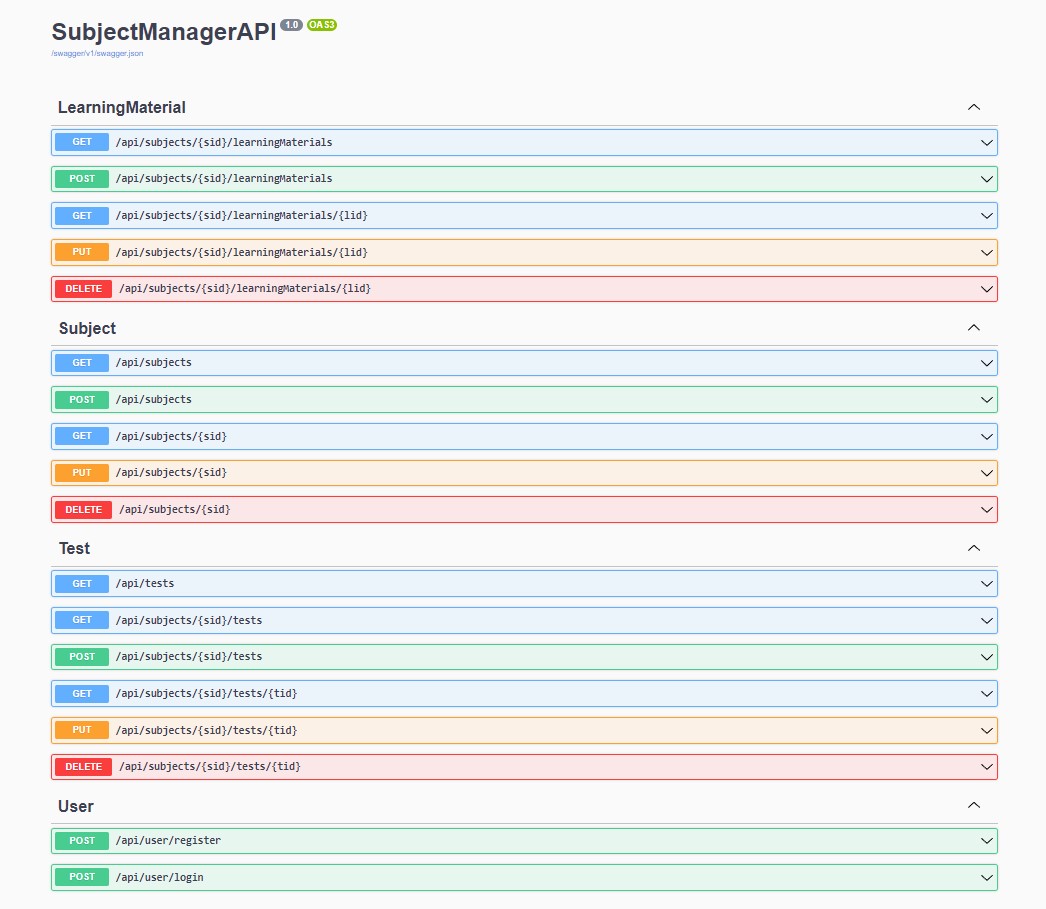 SubjectManagerAPI 1.0 OAS3
/swagger/v1/swagger.json
LearningMaterial
GET /api/subjects/{sid}/learningMaterials
POST /api/subjects/{sid}/learningMaterials
GET /api/subjects/{sid}/learningMaterials/{lid}
PUT /api/subjects/{sid}/learningMaterials/{lid}
DELETE /api/subjects/{sid}/learningMaterials/{lid}
Subject
GET /api/subjects
POST /api/subjects
GET /api/subjects/{sid}
PUT /api/subjects/{sid}
DELETE /api/subjects/{sid}
Test
GET /api/tests
GET /api/subjects/{sid}/tests
POST /api/subjects/{sid}/tests
GET /api/subjects/{sid}/tests/{tid}
PUT /api/subjects/{sid}/tests/{tid}
DELETE /api/subjects/{sid}/tests/{tid}
User
POST /api/user/register
POST /api/user/login